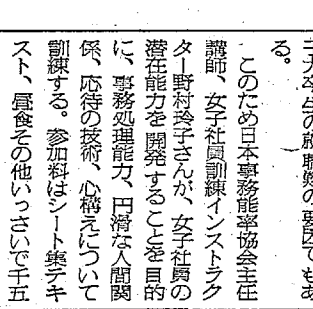 子大卒生の就職難の要因でもあ
る。
このため日本事務能率協会主任
講師、女子社員訓練インストラク
ター野村玲子さんが、女子社員の
潜在能力を開発することを目的
に、事務処理能力、円滑な人間関
係、応待の技術、心構えについて
訓練する。参加料はシート集テキ
スト、昼食その他いっさいで千五